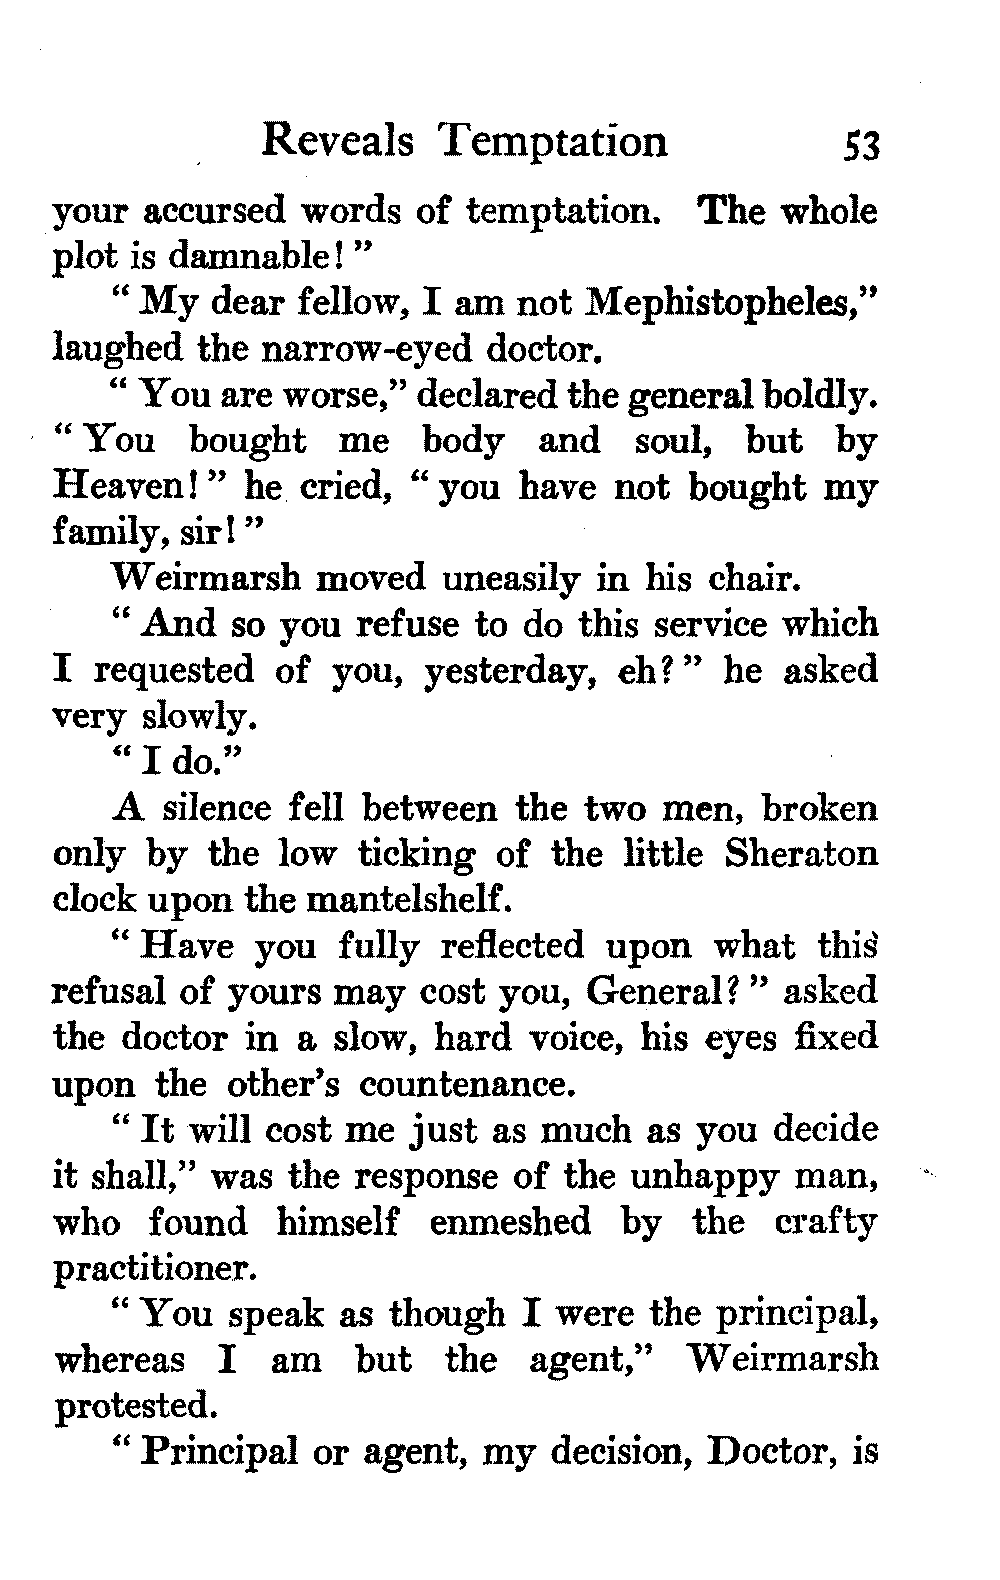 Reveals Temptation 53
your accursed words of temptation. The whole
plot is damnable! "
" My dear fellow, I am not Mephistopheles,"
laughed the narrow-eyed doctor.
" You are worse," declared the general boldly.
" You bought me body and soul, but by
Heaven! " he cried, " you have not bought my
family, sir! "
Weirmarsh moved uneasily in his chair.
" And so you refuse to do this service which
I requested of you, yesterday, eh? " he asked
very slowly.
" I do."
A silence fell between the two men, broken
only by the low ticking of the little Sheraton
clock upon the mantelshelf.
" Have you fully reflected upon what this
refusal of yours may cost you, General? " asked
the doctor in a slow, hard voice, his eyes fixed
upon the other's countenance.
" It will cost me just as much as you decide
it shall," was the response of the unhappy man,
who found himself enmeshed by the crafty
practitioner.
" You speak as though I were the principal,
whereas I am but the agent," Weirmarsh
protested.
" Principal or agent, my decision, Doctor, is